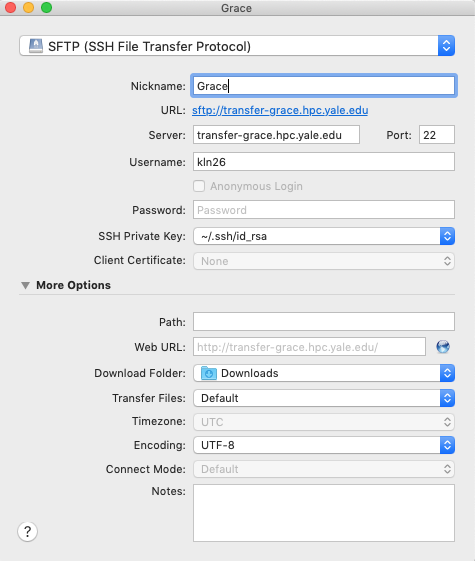 Grace
SFTP (SSH File Transfer Protocol)
Nickname: Grace
URL: sftp://transfer-grace.hpc.yale.edu
Server: transfer-grace.hpc.yale.edu Port: 22
Username: kln26
Anonymous Login
Password: Password
SSH Private Key: ~/.ssh/id_rsa
Client Certificate: None
More Options
Path:
Web URL: http://transfer-grace.hpc.yale.edu/
Download Folder: Downloads
Transfer Files: Default
Timezone: UTC
Encoding: UTF-8
Connect Mode: Default
Notes:
?